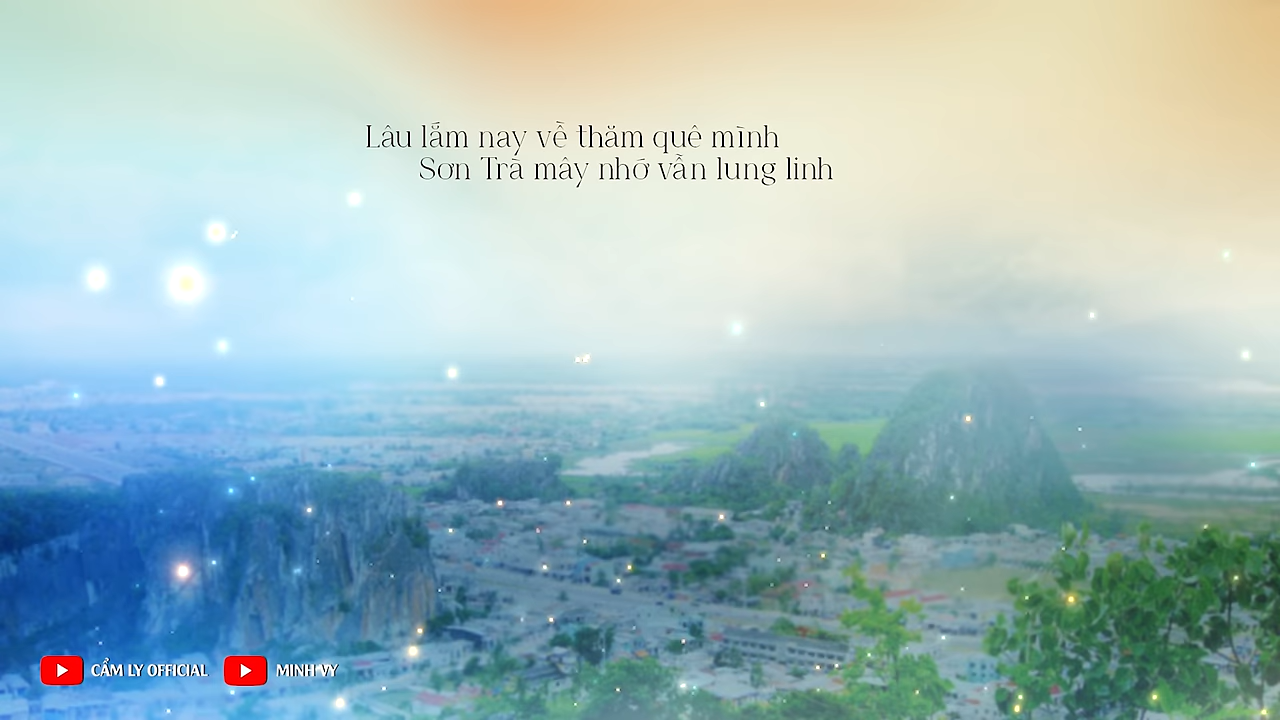 Lâu lắm nay về thăm quê mình
Sơn Trà mây nhớ vẫn lung linh
CẨM LY OFFICIAL
MINH VY